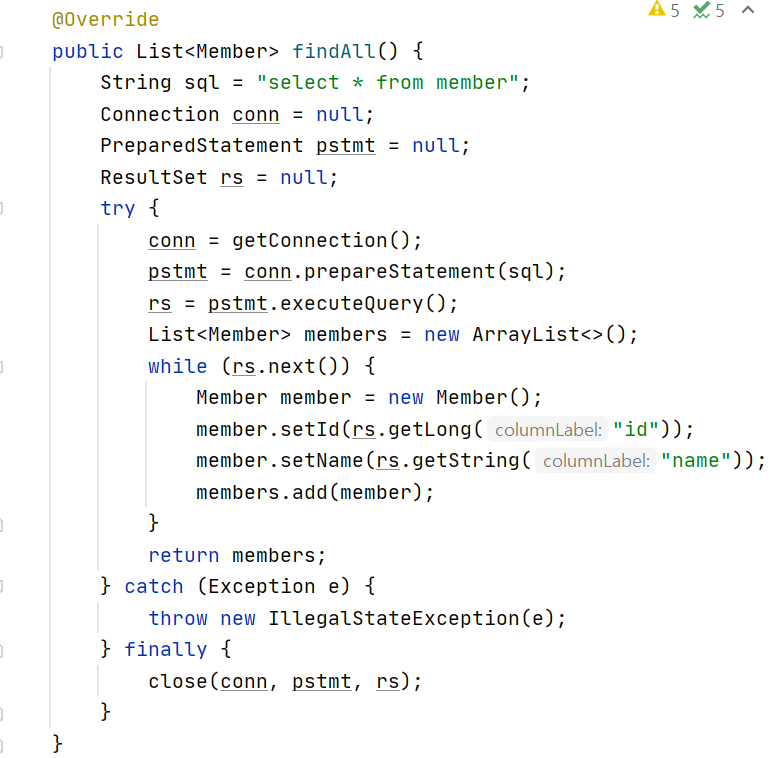 @Override
5 5
public List<Member> findAll() {
String sql = "select * from member";
Connection conn = null;
PreparedStatement pstmt = null;
ResultSet rs = null;
try {
conn = getConnection();
pstmt = conn.prepareStatement(sql);
rs = pstmt.executeQuery();
List<Member> members = new ArrayList<>();
while (rs.next()) {
Member member = new Member();
member.setId(rs.getLong( columnLabel: "id"));
member.setName(rs.getString( columnLabel: "name"));
members.add(member);
}
return members;
} catch (Exception e) {
throw new IllegalStateException(e);
} finally {
close(conn, pstmt, rs);
}
}